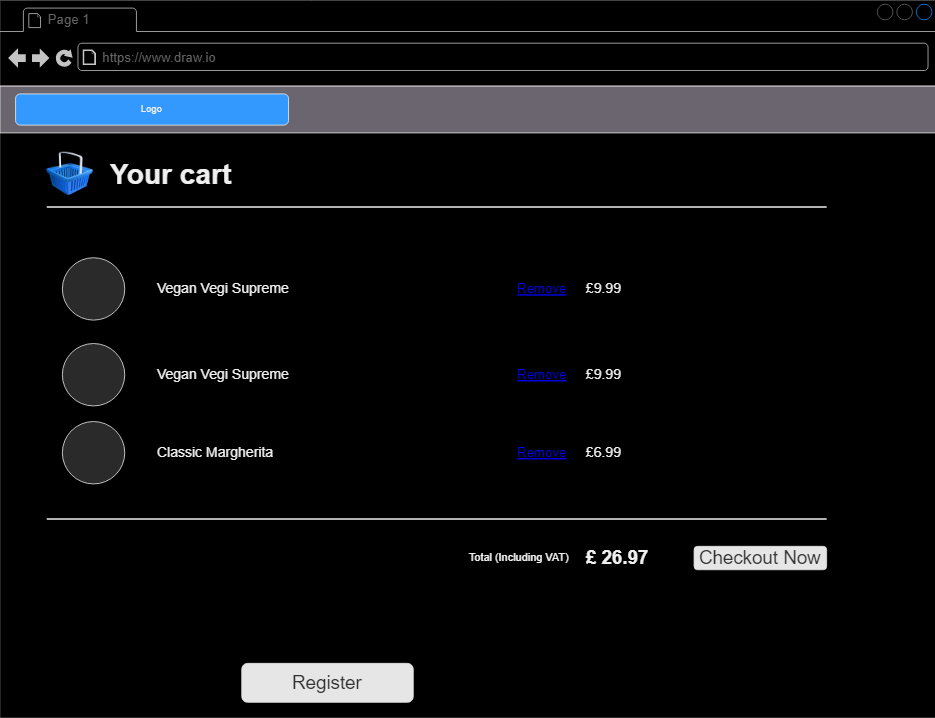 Page 1
https://www.draw.io
Logo
Your cart
Vegan Vegi Supreme Remove £9.99
Vegan Vegi Supreme Remove £9.99
Classic Margherita Remove £6.99
Total (Including VAT) £ 26.97 Checkout Now
Register